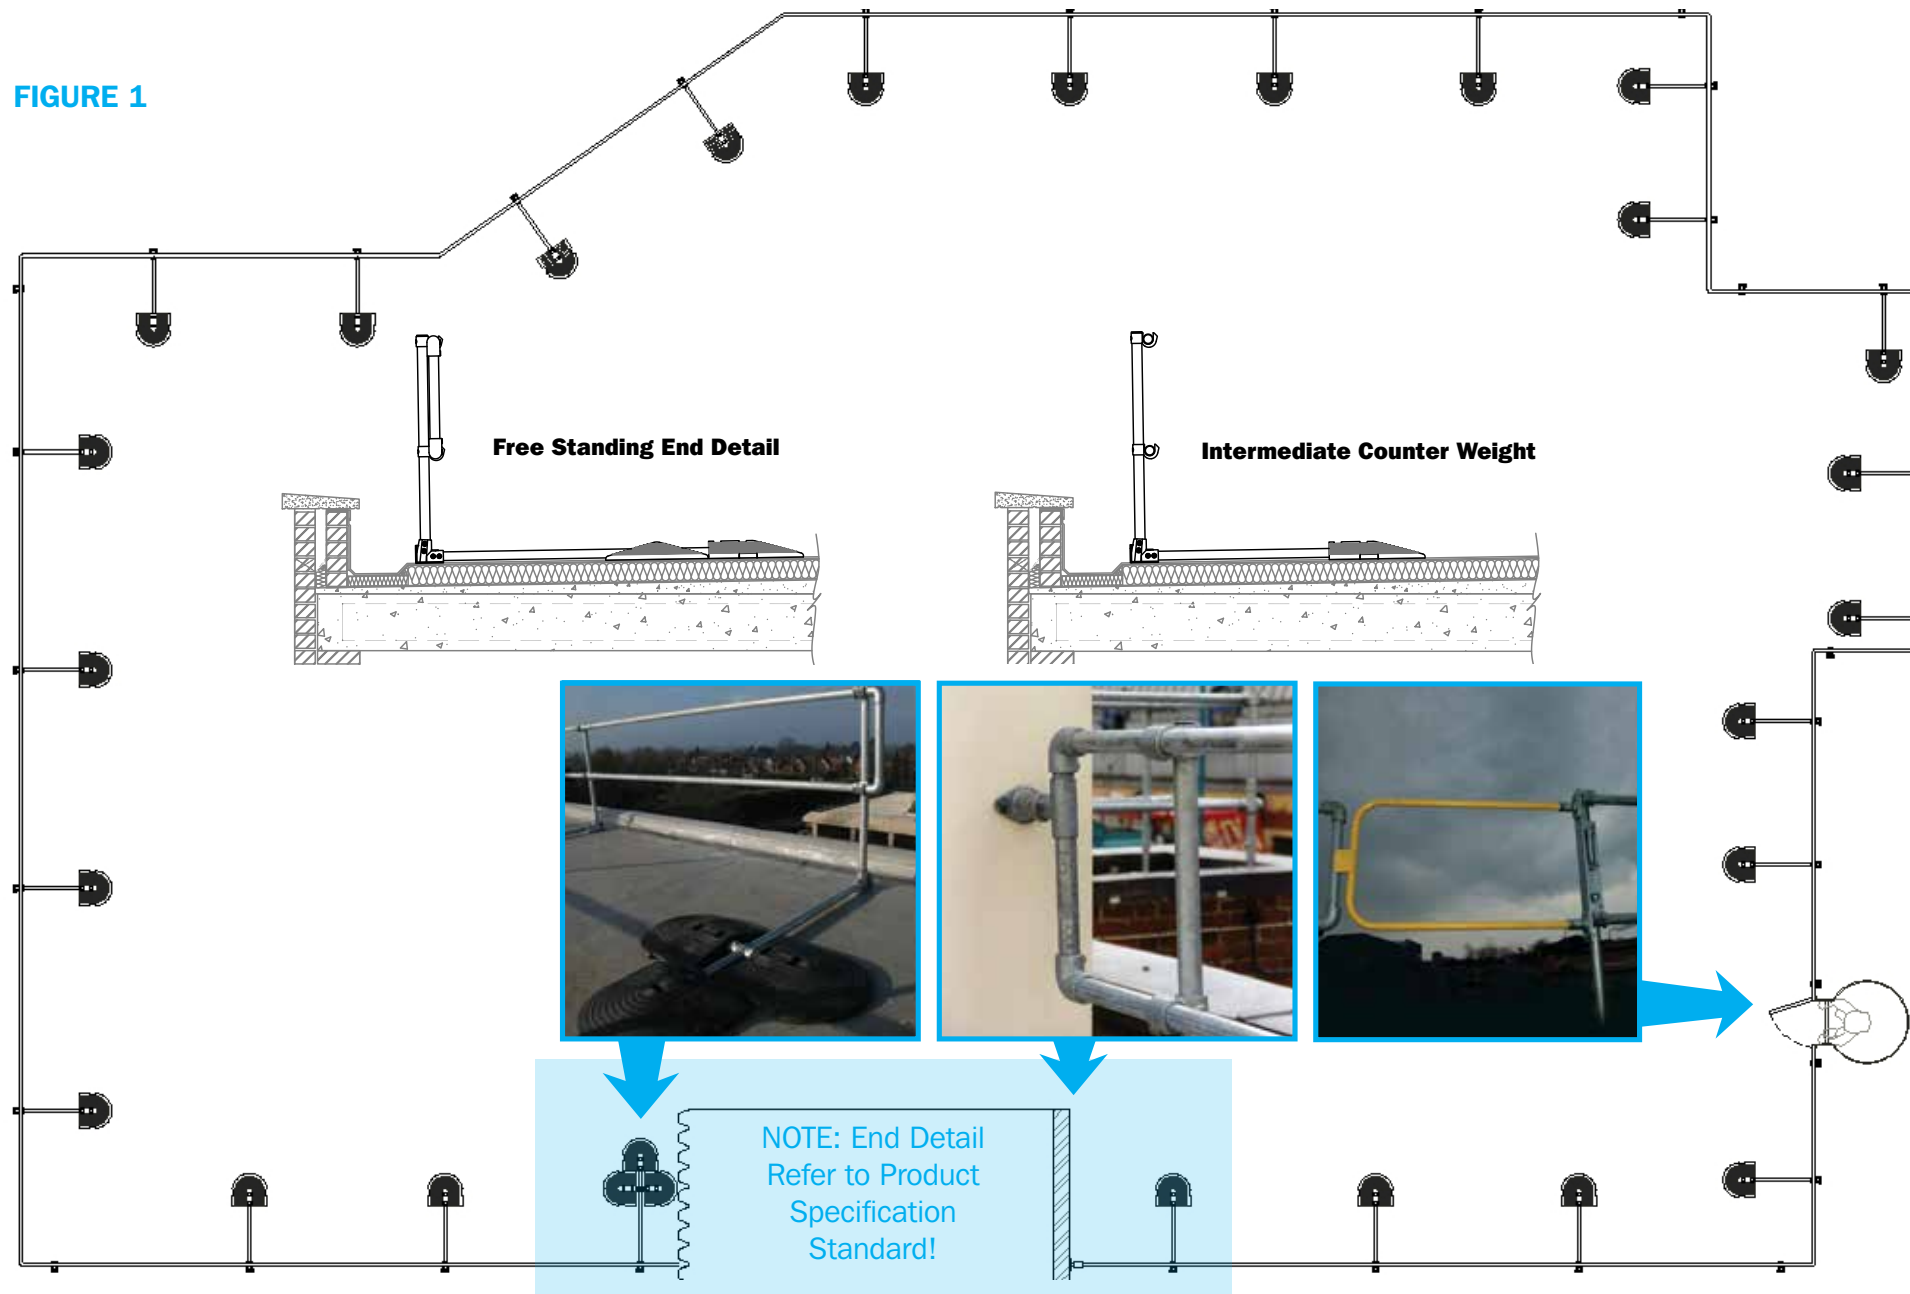 FIGURE 1
Free Standing End Detail
Intermediate Counter Weight
NOTE: End Detail
Refer to Product
Specification
Standard!